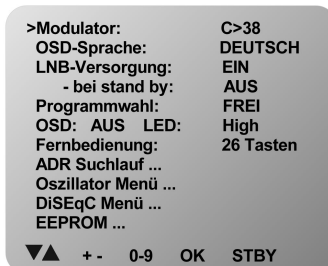 >Modulator: C>38
OSD-Sprache: DEUTSCH
LNB-Versorgung: EIN
- bei stand by: AUS
Programmwahl: FREI
OSD: AUS LED: High
Fernbedienung: 26 Tasten
ADR Suchlauf ...
Oszillator Menü ...
DiSEqC Menü ...
EEPROM ...
▼▲ + - 0-9 OK STBY